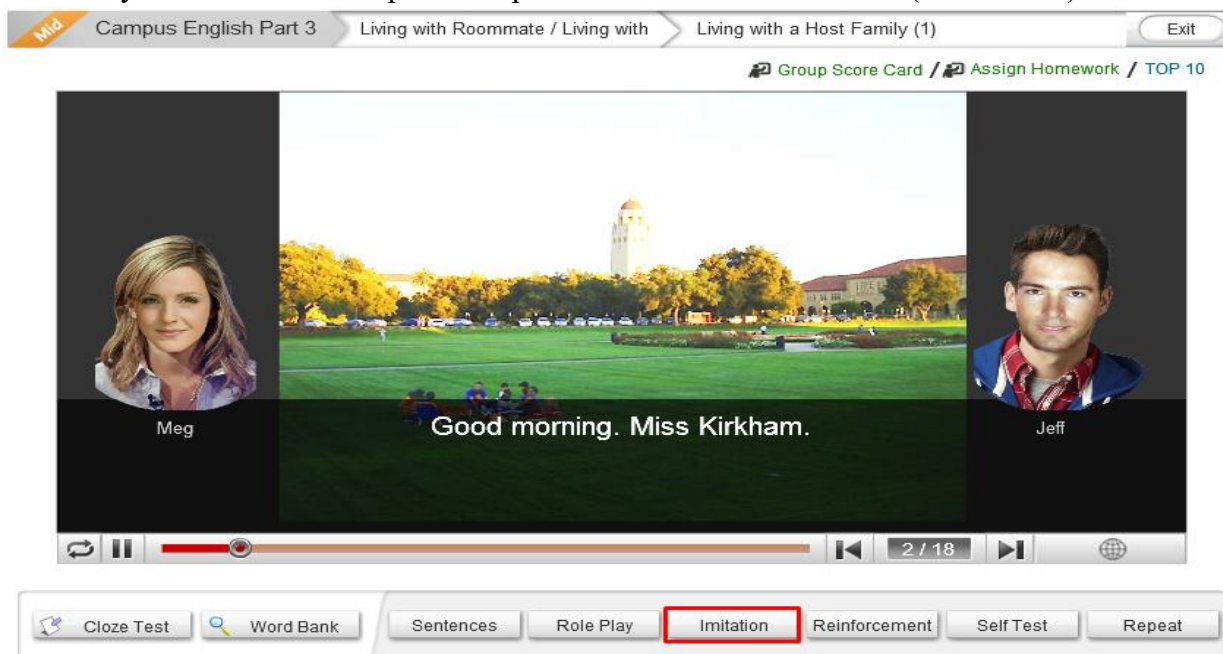 Mid
Campus English Part 3
Living with Roommate / Living with
Living with a Host Family (1)
Exit
Group Score Card / Assign Homework / TOP 10
Meg
Good morning. Miss Kirkham.
Jeff
2 / 18
Cloze Test
Word Bank
Sentences
Role Play
Imitation
Reinforcement
Self Test
Repeat